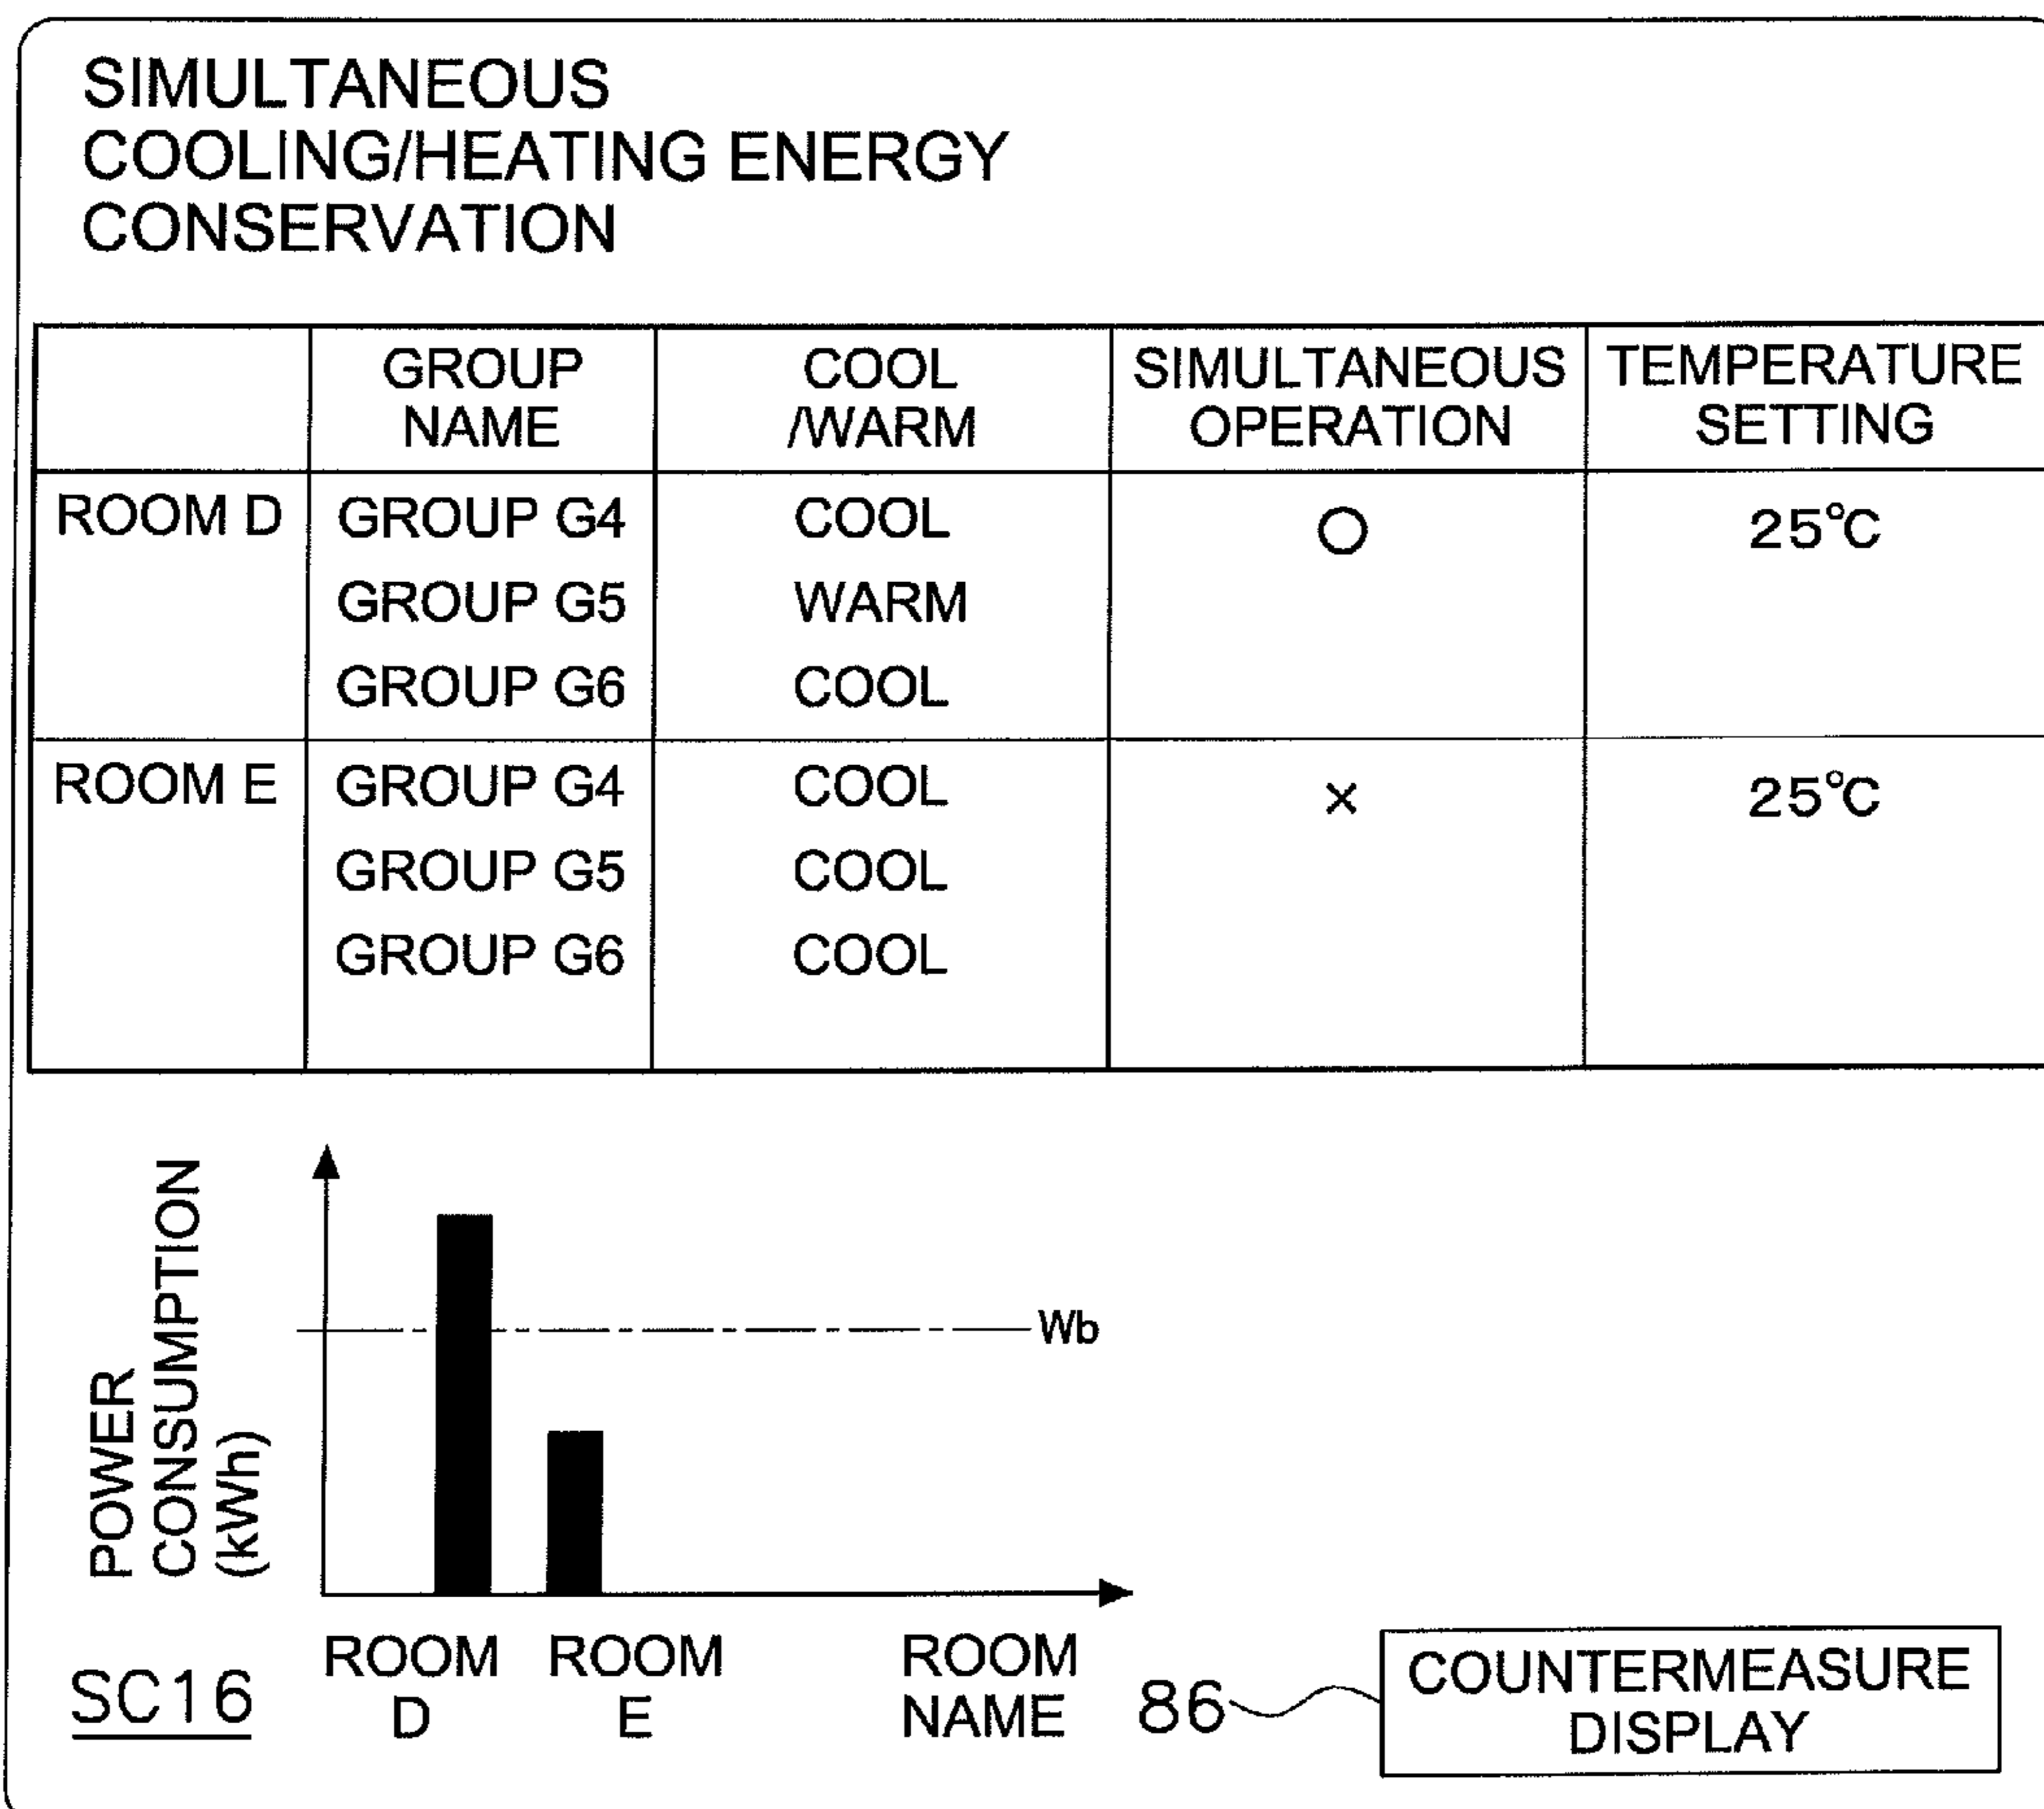 SIMULTANEOUS
COOLING/HEATING ENERGY
CONSERVATION
GROUP NAME COOL /WARM SIMULTANEOUS OPERATION TEMPERATURE SETTING
ROOM D GROUP G4 COOL ○ 25℃
GROUP G5 WARM
GROUP G6 COOL
ROOM E GROUP G4 COOL × 25℃
GROUP G5 COOL
GROUP G6 COOL
POWER
CONSUMPTION
(kWh)
Wb
ROOM D
ROOM E
ROOM NAME
SC16
86
COUNTERMEASURE
DISPLAY